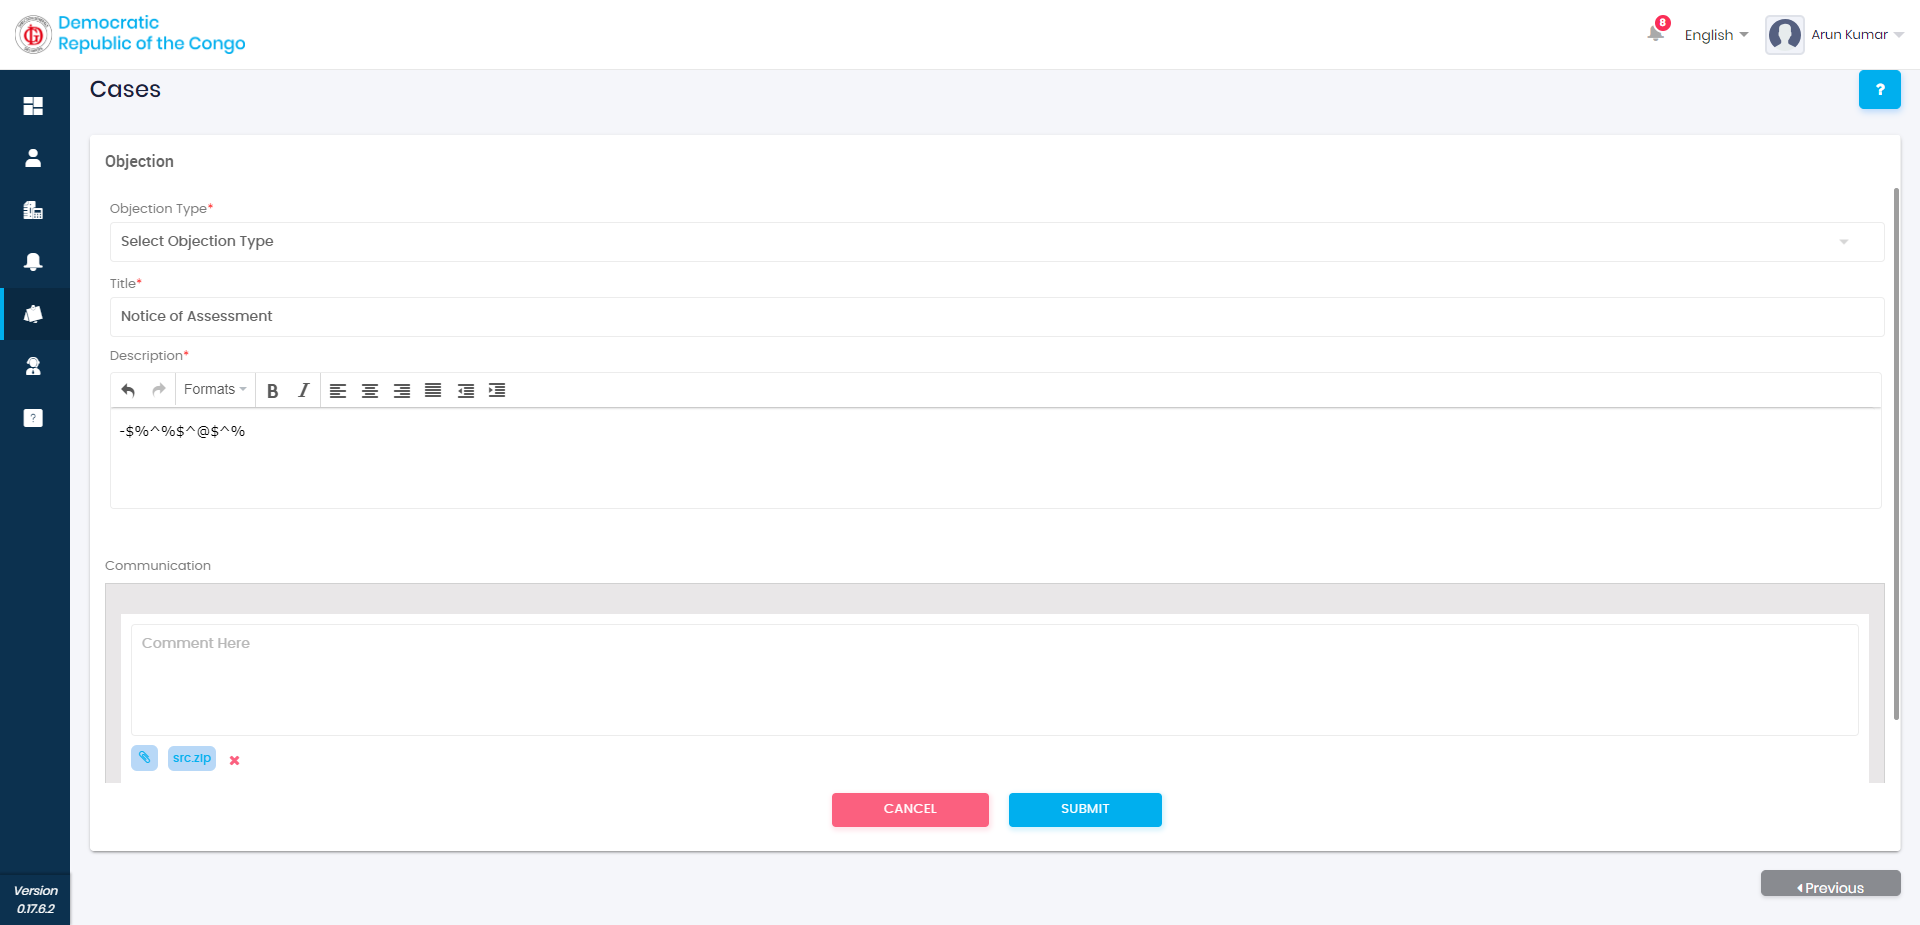 Democratic
Republic of the Congo
8
English
Arun Kumar
Cases
?
Objection
Objection Type*
Select Objection Type
Title*
Notice of Assessment
Description*
Formats
B
I
-$%^%$^@$^%
Communication
Comment Here
src.zip
CANCEL
SUBMIT
Version
0.17.6.2
Previous